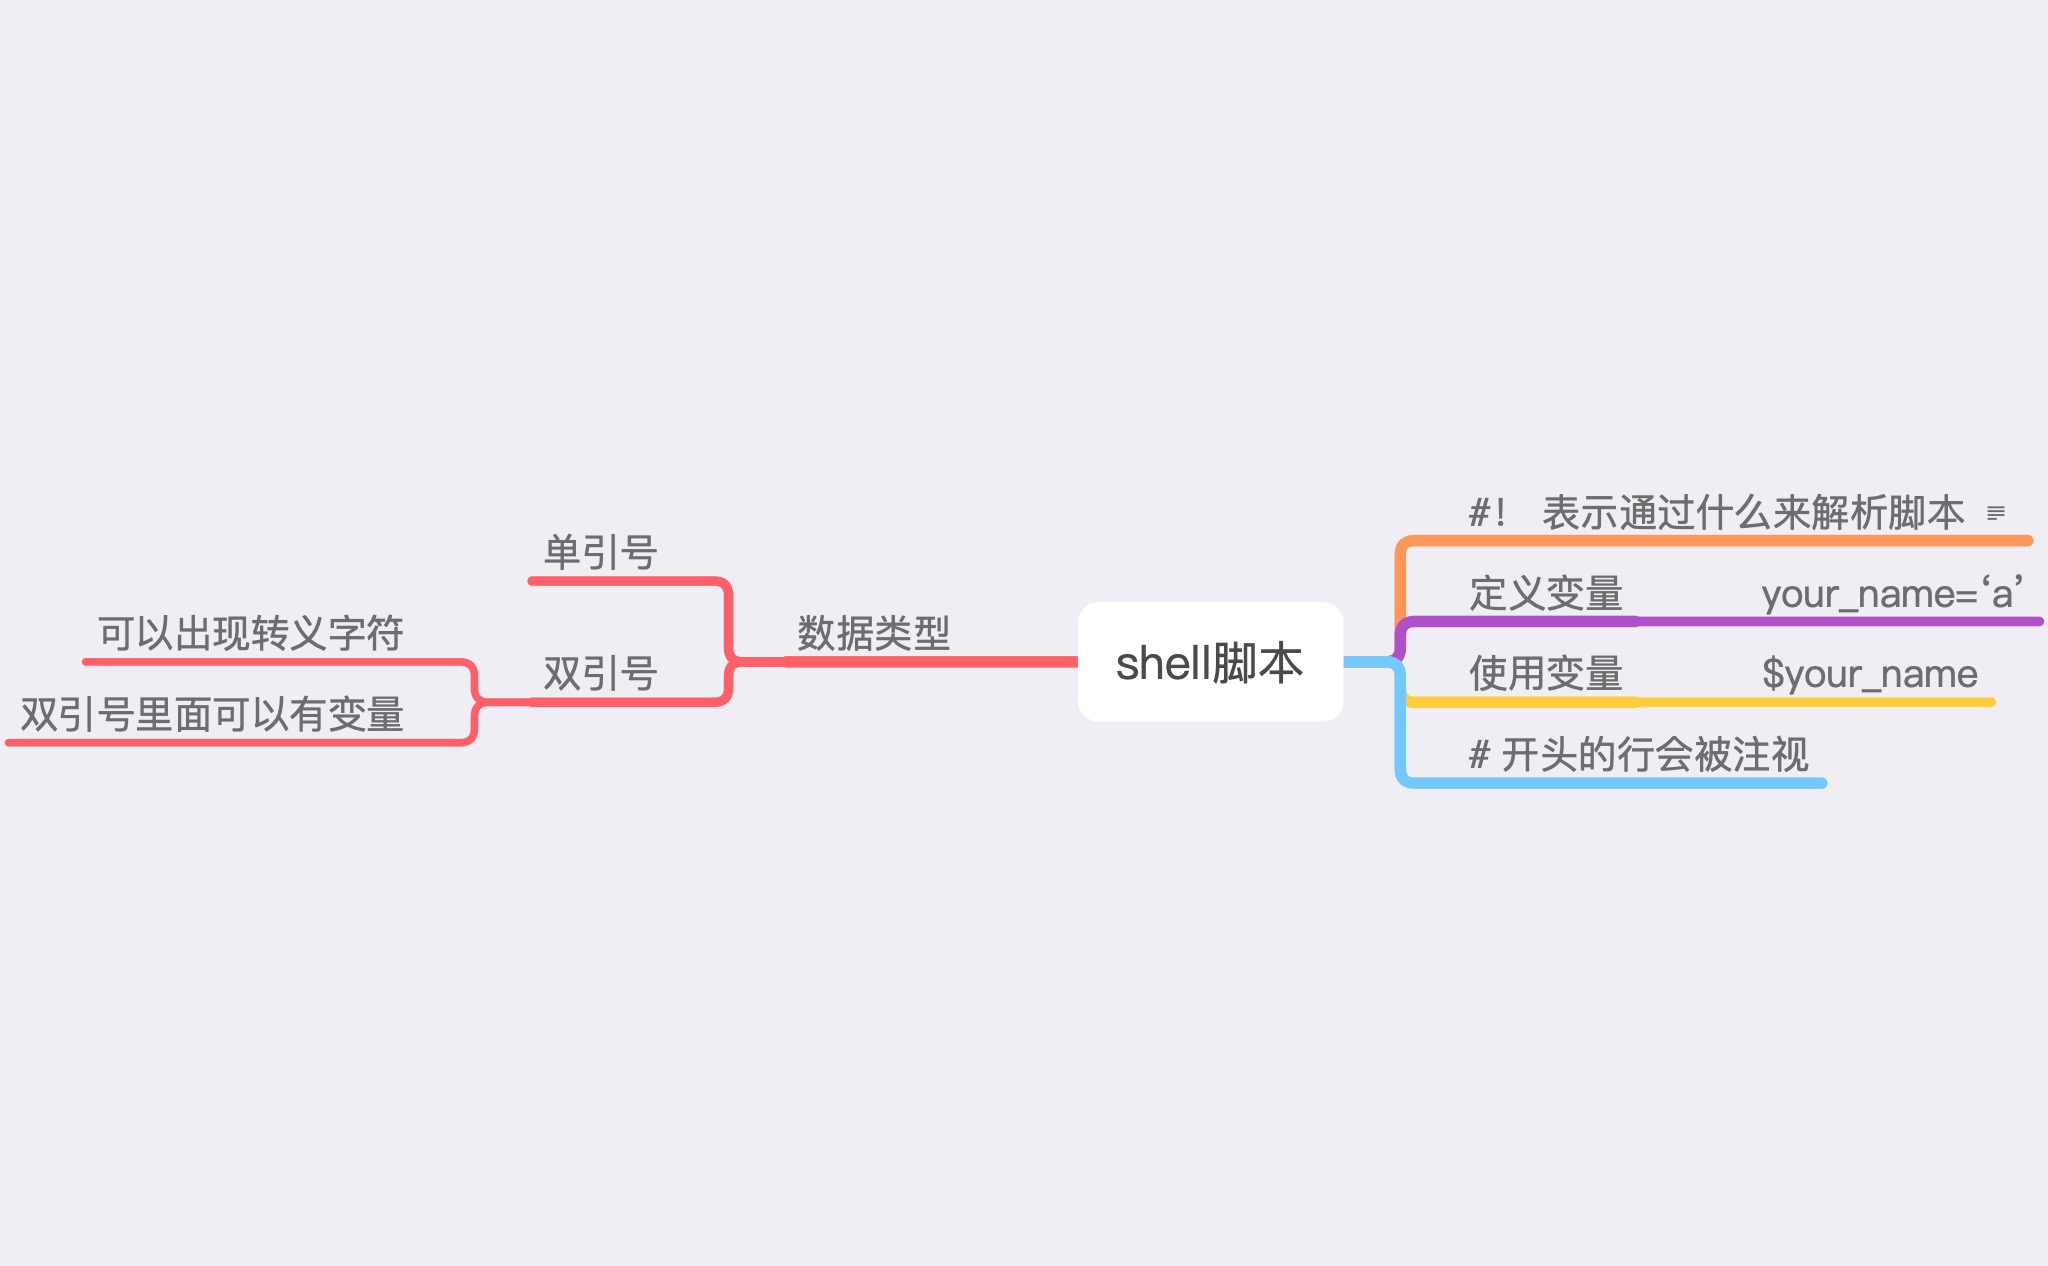 shell脚本
#! 表示通过什么来解析脚本
定义变量
your_name=‘a’
使用变量
$your_name
# 开头的行会被注视
数据类型
单引号
双引号
可以出现转义字符
双引号里面可以有变量